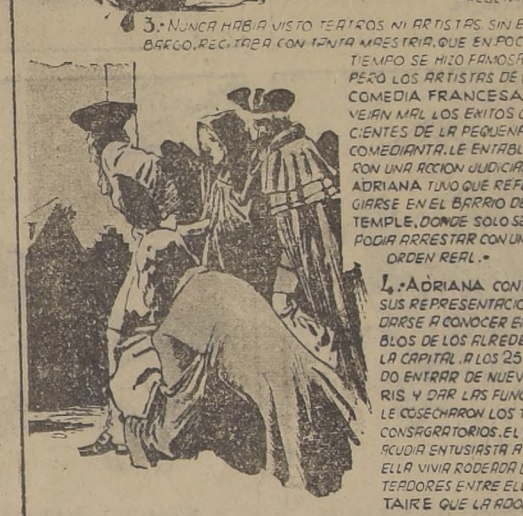 3.- NUNCA HABIA VISTO TEATROS NI ARTISTAS. SIN E
BARGO, RECITABA CON TANTA MAESTRIA, QUE EN POC
TIEMPO SE HIZO FAMOSA
PERO LOS ARTISTAS DE
COMEDIA FRANCESA
VEIAN MAL LOS EXITOS C
CIENTES DE LA PEQUEÑA
COMEDIANTA. LE ENTABL
RON UNA ACCION JUDICIA
ADRIANA TUVO QUE REF
GIARSE EN EL BARRIO DE
TEMPLE, DONDE SOLO SE
PODIA ARRESTAR CON UN
ORDEN REAL.-
4.- ADRIANA CONT
SUS REPRESENTACIO
DARSE A CONOCER E
BLOS DE LOS ALREDE
LA CAPITAL. A LOS 25
DO ENTRAR DE NUEV
RIS Y DAR LAS FUNC
LE COSECHARON LOS T
CONSAGRATORIOS. EL
ACUDIA ENTUSIASTA A
ELLA VIVIA RODEADA D
TEADORES ENTRE ELL
TAIRE QUE LA ADO